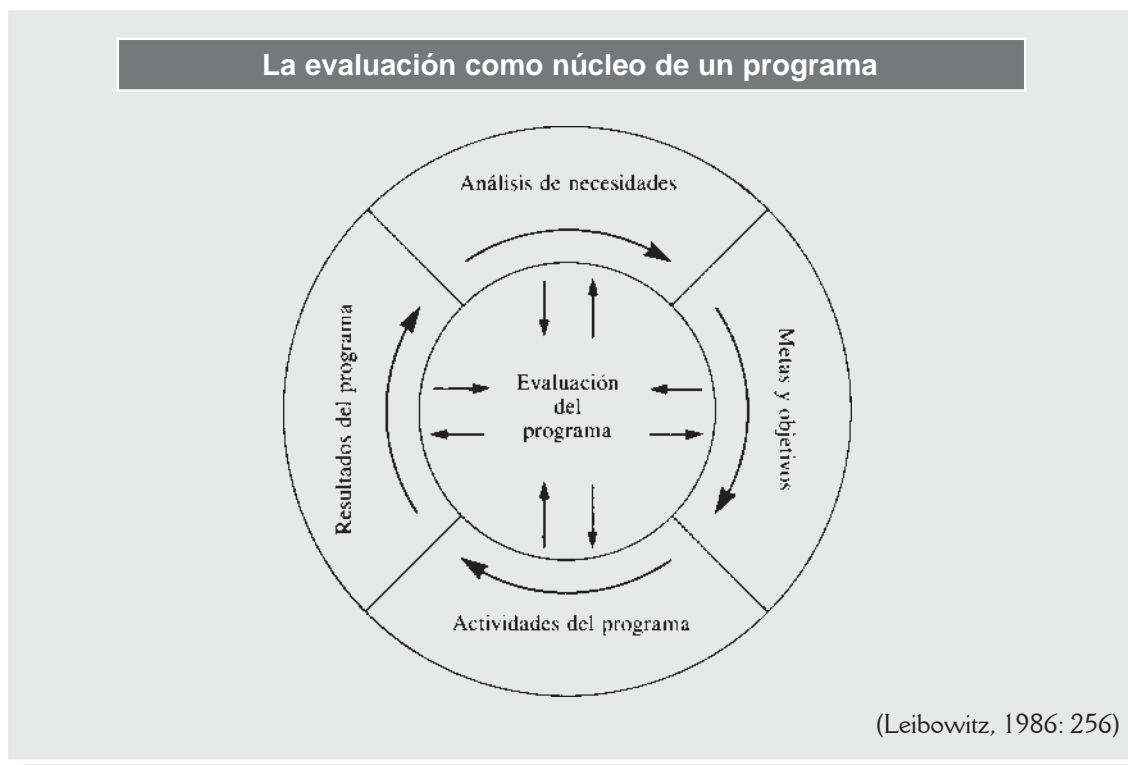 La evaluación como núcleo de un programa
Análisis de necesidades
Resultados del programa
Evaluación
del
programa
Metas y objetivos
Actividades del programa
(Leibowitz, 1986: 256)